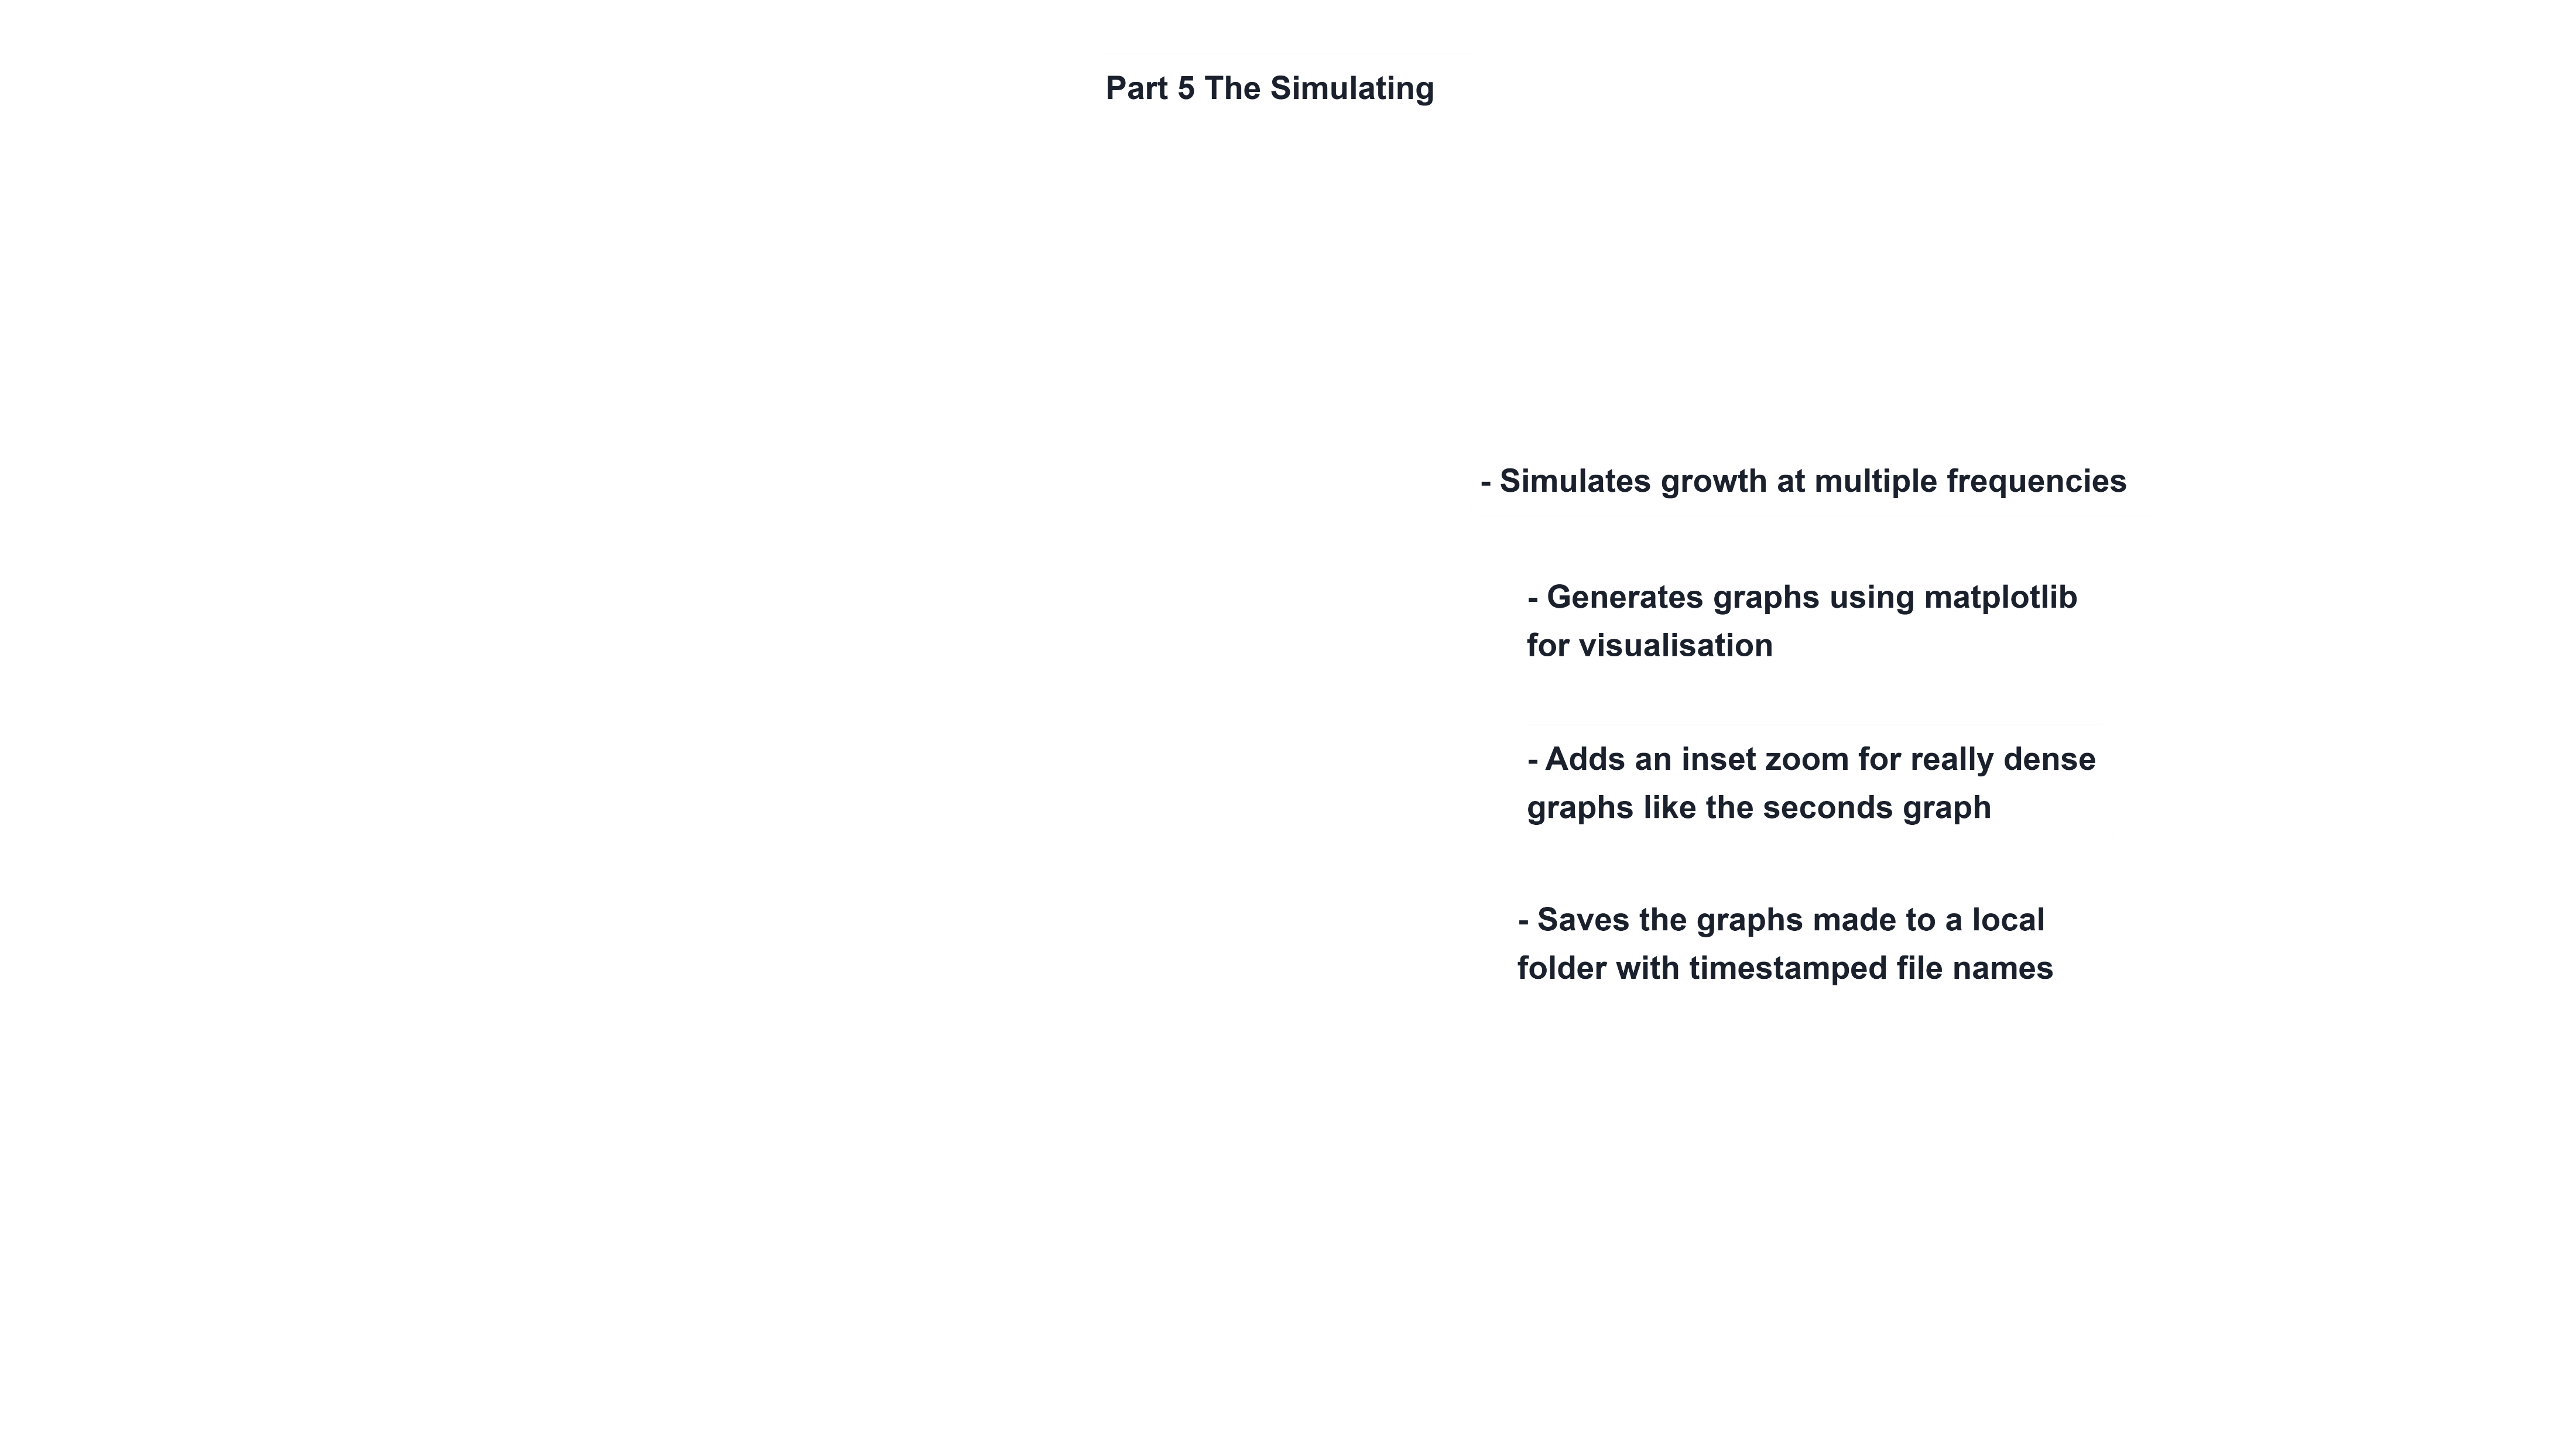 Part 5 The Simulating
- Simulates growth at multiple frequencies
- Generates graphs using matplotlib
for visualisation
- Adds an inset zoom for really dense
graphs like the seconds graph
- Saves the graphs made to a local
folder with timestamped file names